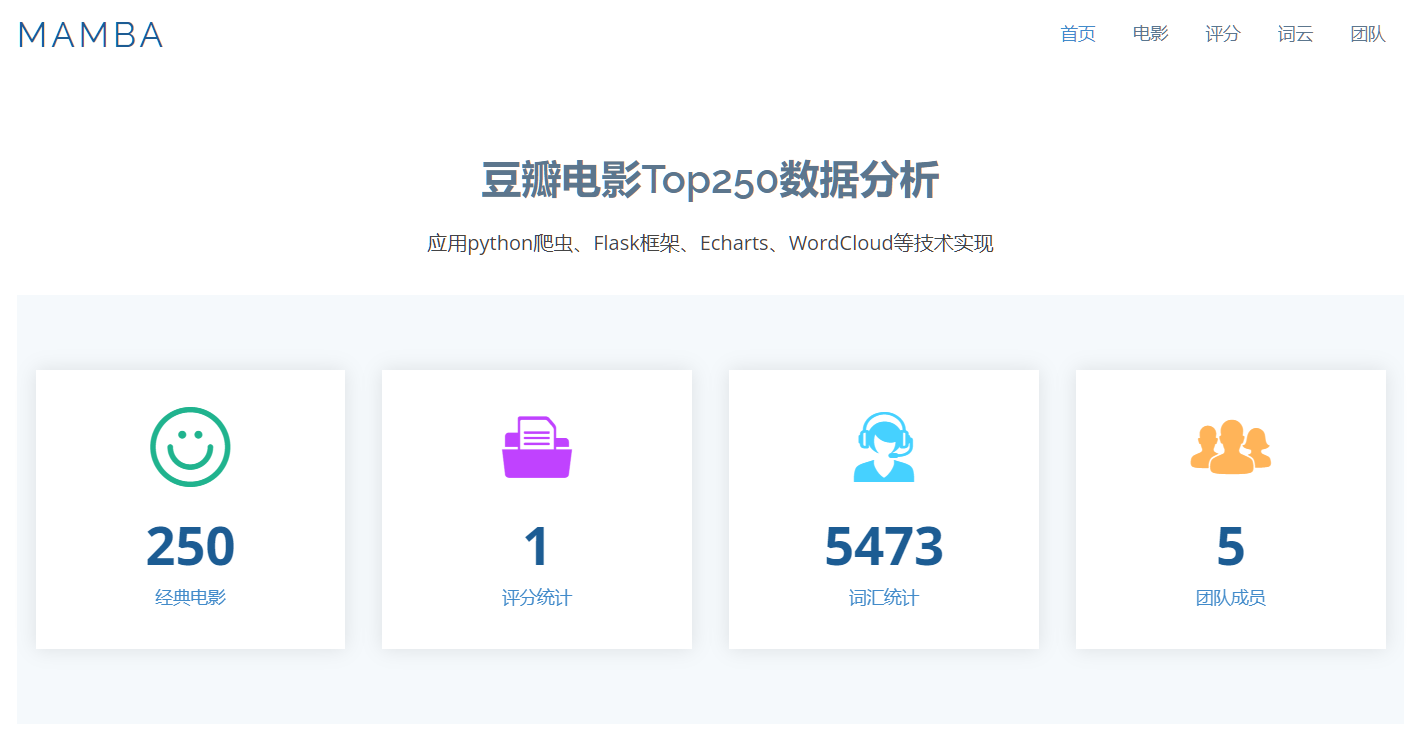 MAMBA
首页 电影 评分 词云 团队
豆瓣电影Top250数据分析
应用python爬虫、Flask框架、Echarts、WordCloud等技术实现
250
经典电影
1
评分统计
5473
词汇统计
5
团队成员